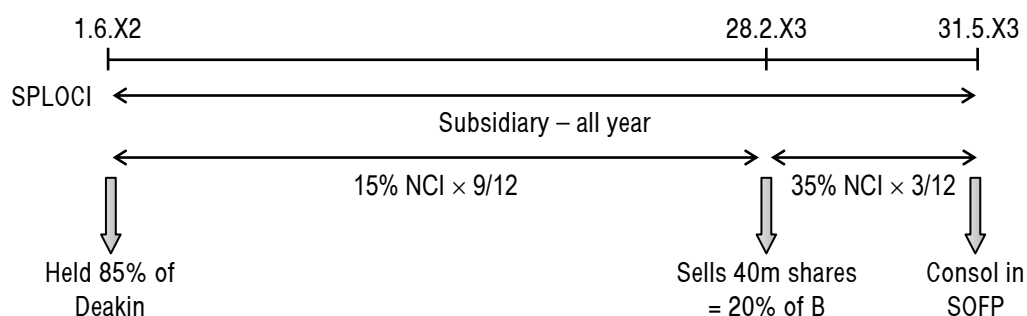 1.6.X2 28.2.X3 31.5.X3
SPLOCI
Subsidiary – all year
15% NCI × 9/12 35% NCI × 3/12
Held 85% of Sells 40m shares Consol in
Deakin = 20% of B SOFP